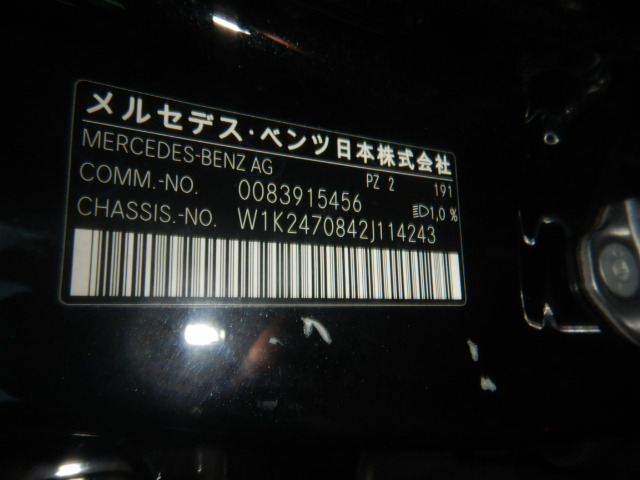 メルセデス・ベンツ日本株式会社
MERCEDES-BENZ AG PZ 2 191
COMM.-NO. 0083915456 1,0 %
CHASSIS.-NO. W1K2470842J114243